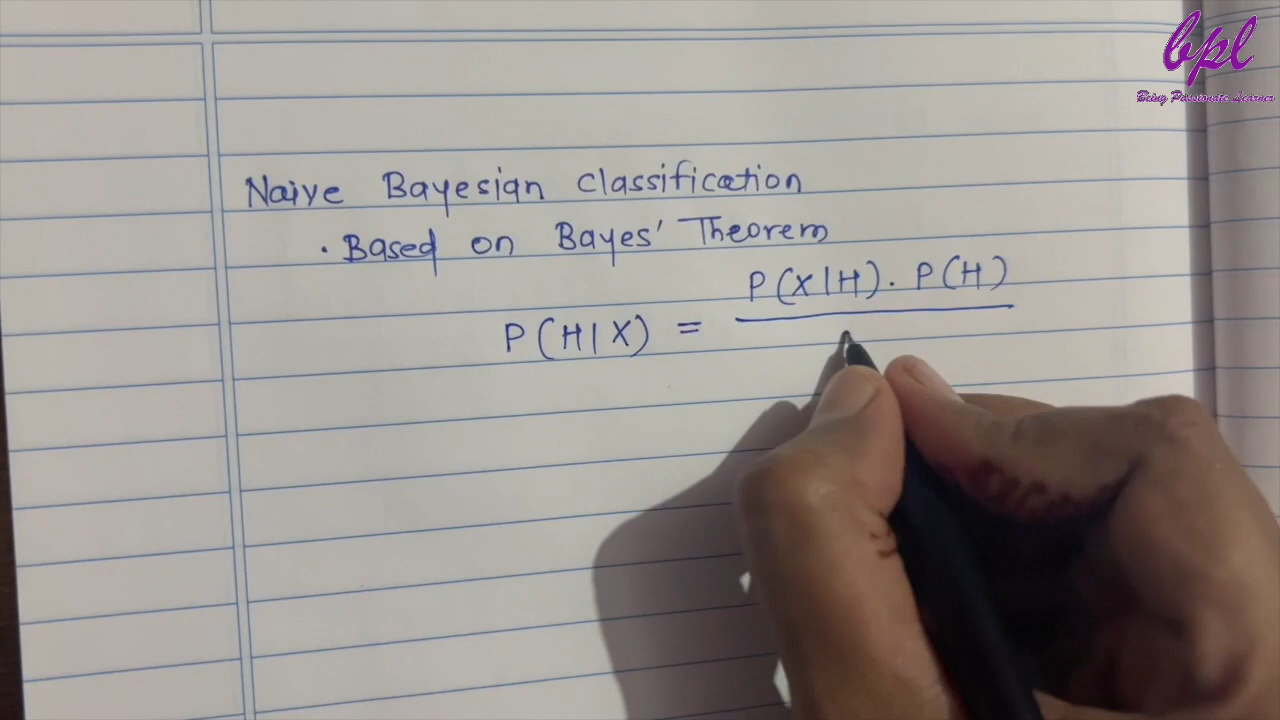 bpl
Being Passionate Learner
Naive Bayesian Classification
• Based on Bayes' Theorem
P(X|H) . P(H)
P(H|X) =